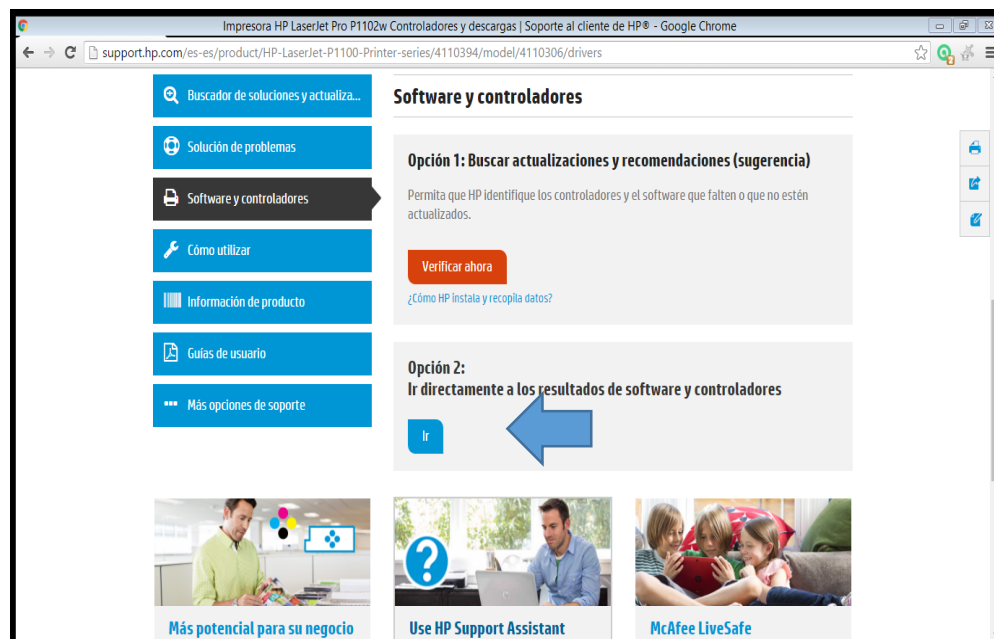 Impresora HP LaserJet Pro P1102w Controladores y descargas | Soporte al cliente de HP® - Google Chrome
support.hp.com/es-es/product/HP-LaserJet-P1100-Printer-series/4110394/model/4110306/drivers
Buscador de soluciones y actualiza...
Solución de problemas
Software y controladores
Cómo utilizar
Información de producto
Guías de usuario
Más opciones de soporte
Software y controladores
Opción 1: Buscar actualizaciones y recomendaciones (sugerencia)
Permita que HP identifique los controladores y el software que falten o que no estén
actualizados.
Verificar ahora
¿Cómo HP instala y recopila datos?
Opción 2:
Ir directamente a los resultados de software y controladores
Ir
Más potencial para su negocio
Use HP Support Assistant
McAfee LiveSafe